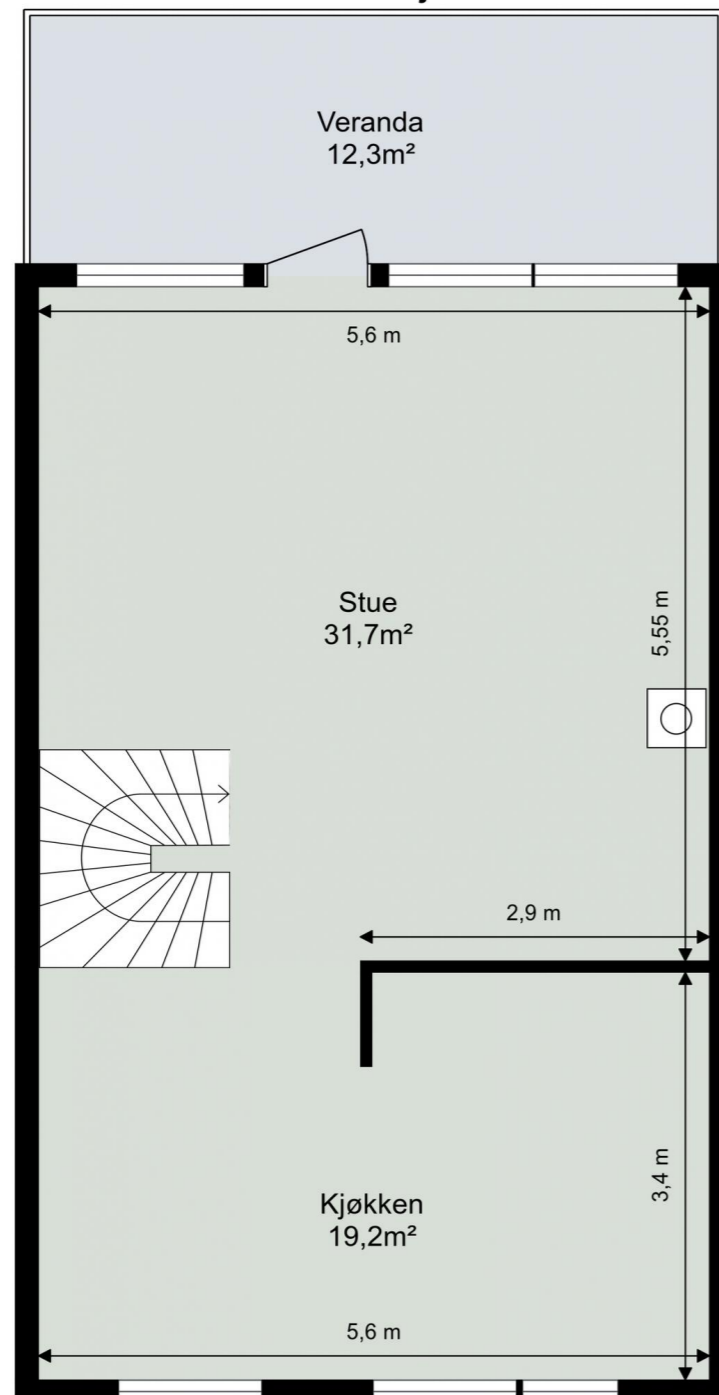 Veranda
12,3m²
5,6 m
Stue
31,7m²
5,55 m
2,9 m
3,4 m
Kjøkken
19,2m²
5,6 m